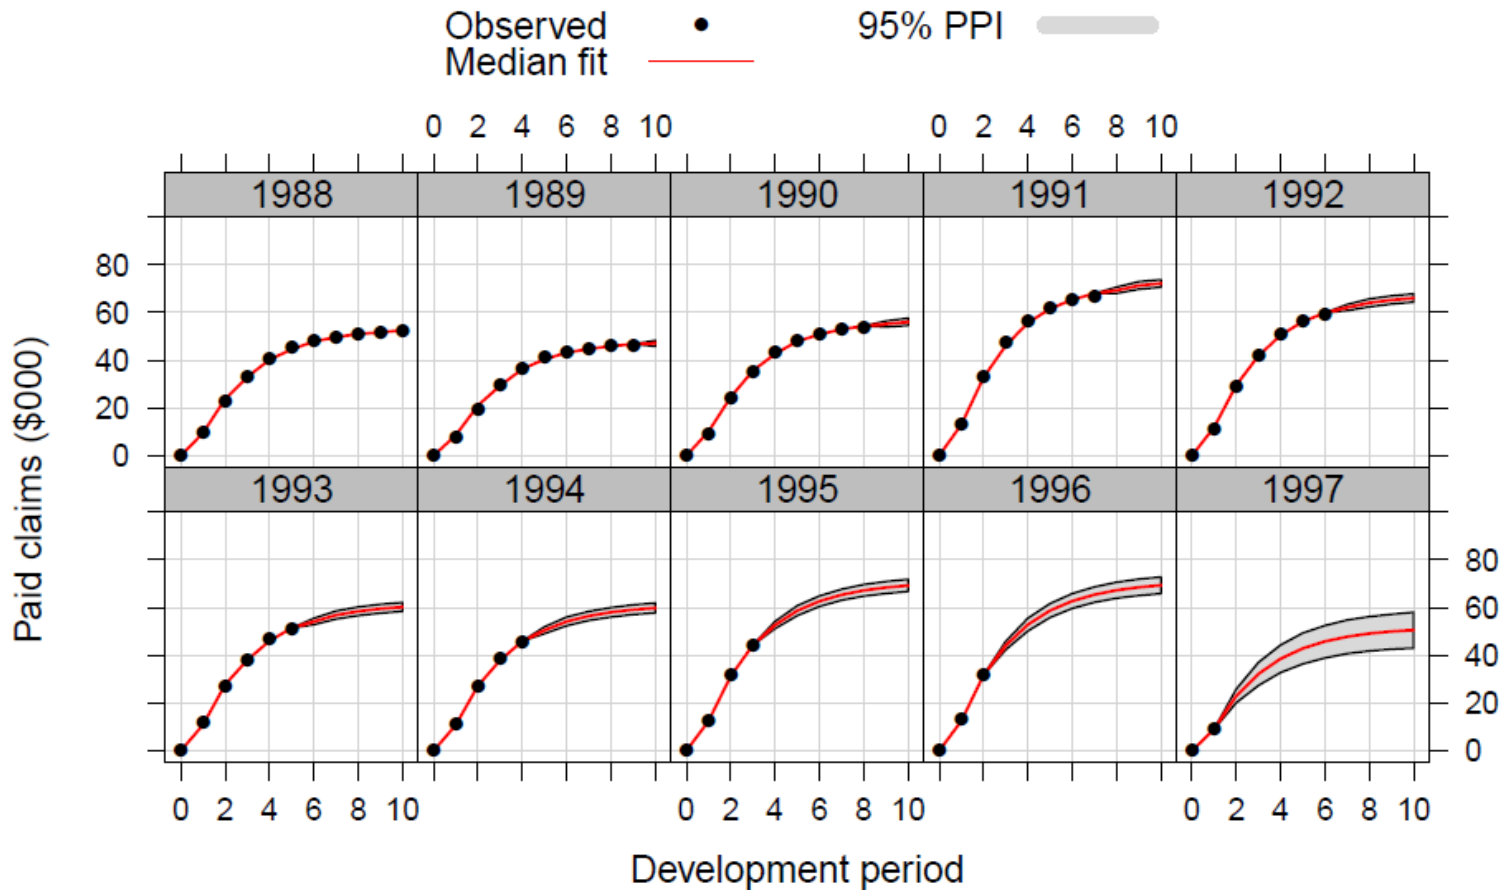 Observed 95% PPI
Median fit
0 2 4 6 8 10 0 2 4 6 8 10
1988 1989 1990 1991 1992
80
60
40
20
0
1993 1994 1995 1996 1997
80
60
40
20
0
0 2 4 6 8 10 0 2 4 6 8 10 0 2 4 6 8 10
Paid claims ($000)
Development period